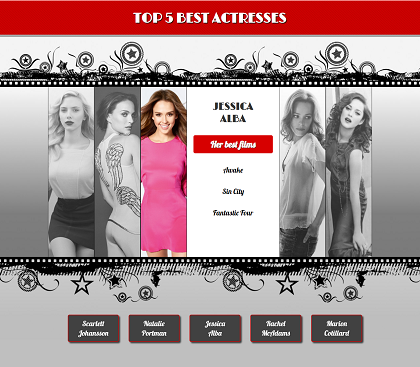 TOP 5 BEST ACTRESSES
JESSICA
ALBA
Her best films
Awake
Sin City
Fantastic Four
Scarlett
Johansson
Natalie
Portman
Jessica
Alba
Rachel
McAdams
Marion
Cotillard